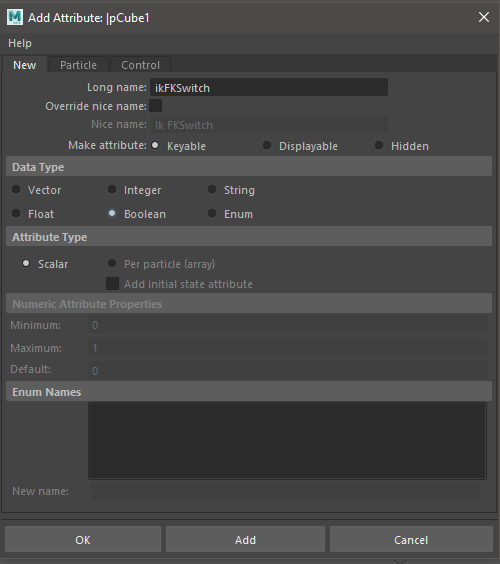 Add Attribute: |pCube1
Help
New Particle Control
Long name: ikFKSwitch
Override nice name:
Nice name: Ik FKSwitch
Make attribute: Keyable Displayable Hidden
Data Type
Vector Integer String
Float Boolean Enum
Attribute Type
Scalar Per particle (array)
Add initial state attribute
Numeric Attribute Properties
Minimum: 0
Maximum: 1
Default: 0
Enum Names
New name:
OK Add Cancel